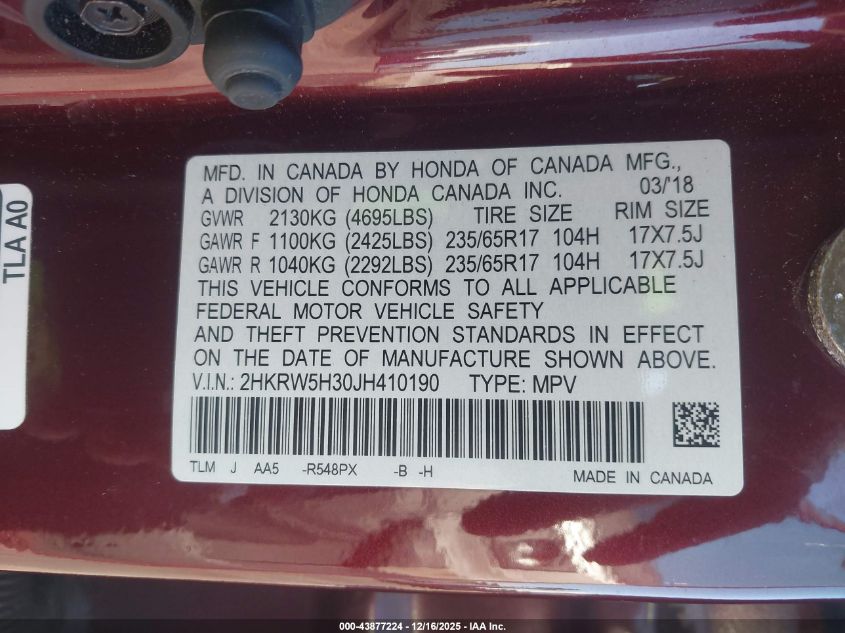 MFD. IN CANADA BY HONDA OF CANADA MFG.,
A DIVISION OF HONDA CANADA INC. 03/'18
GVWR 2130KG (4695LBS) TIRE SIZE RIM SIZE
GAWR F 1100KG (2425LBS) 235/65R17 104H 17X7.5J
GAWR R 1040KG (2292LBS) 235/65R17 104H 17X7.5J
THIS VEHICLE CONFORMS TO ALL APPLICABLE
FEDERAL MOTOR VEHICLE SAFETY
AND THEFT PREVENTION STANDARDS IN EFFECT
ON THE DATE OF MANUFACTURE SHOWN ABOVE.
V.I.N.: 2HKRW5H30JH410190 TYPE: MPV
TLM J AA5 -R548PX -B -H
MADE IN CANADA
TLA A0
000-43877224 - 12/16/2025 - IAA Inc.